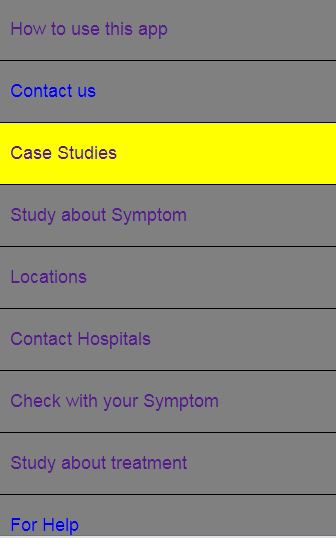 How to use this app
Contact us
Case Studies
Study about Symptom
Locations
Contact Hospitals
Check with your Symptom
Study about treatment
For Help